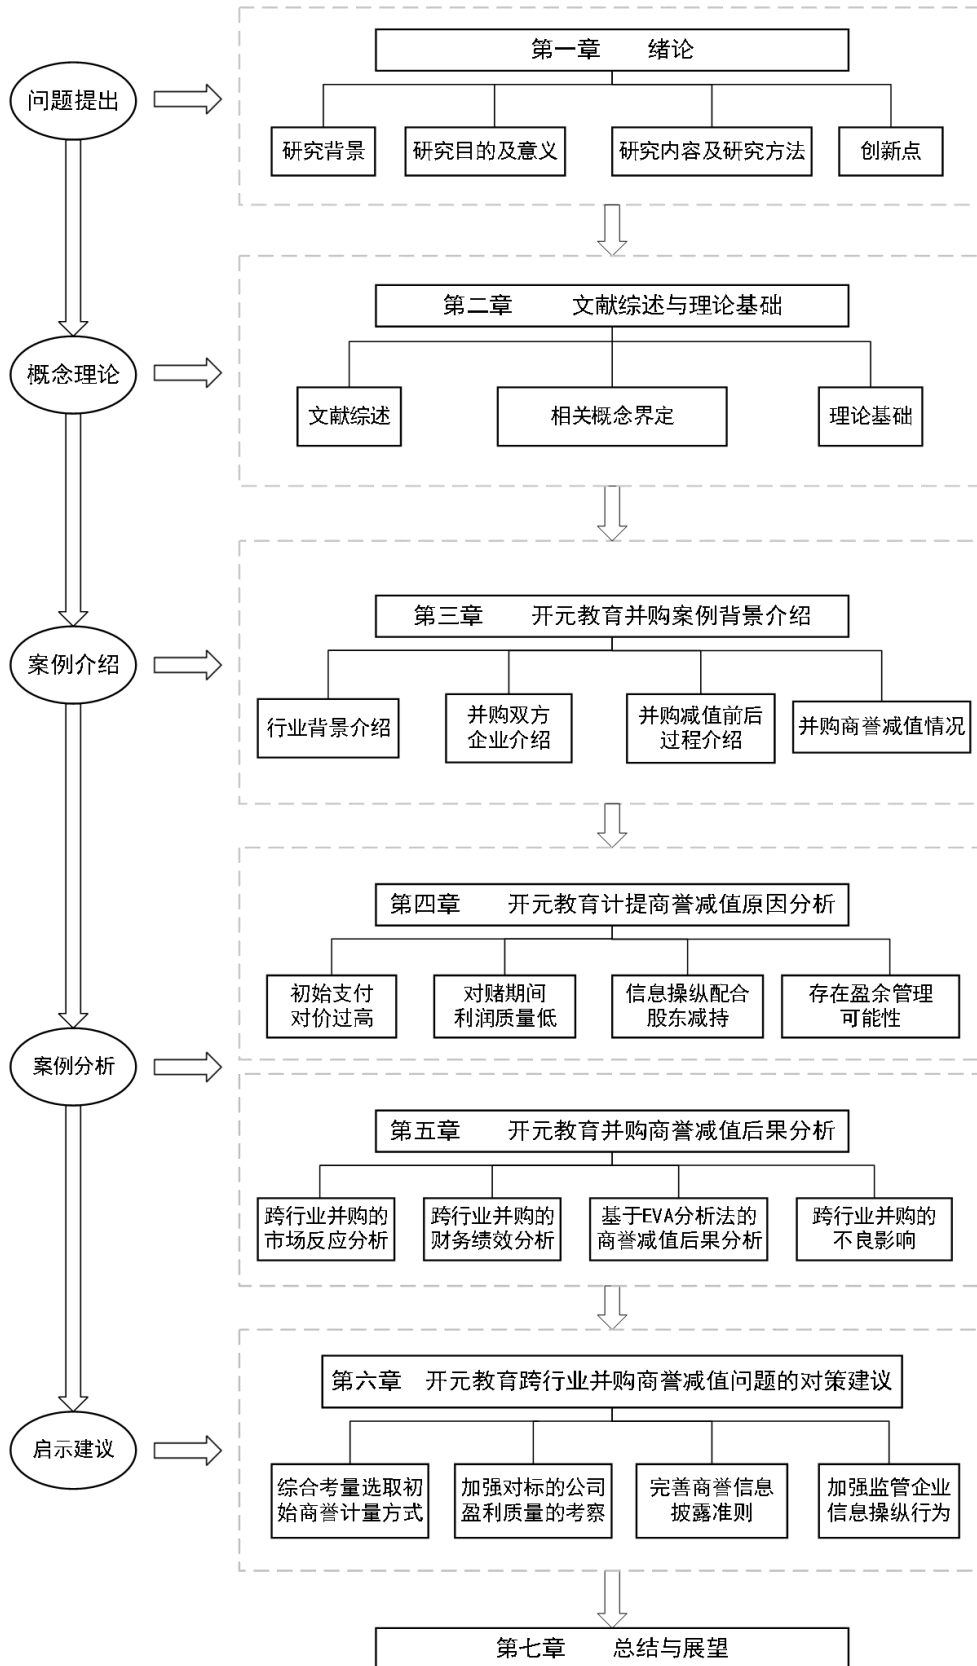 问题提出
第一章 绪论
研究背景
研究目的及意义
研究内容及研究方法
创新点
概念理论
第二章 文献综述与理论基础
文献综述
相关概念界定
理论基础
案例介绍
第三章 开元教育并购案例背景介绍
行业背景介绍
并购双方
企业介绍
并购减值前后
过程介绍
并购商誉减值情况
案例分析
第四章 开元教育计提商誉减值原因分析
初始支付
对价过高
对赌期间
利润质量低
信息操纵配合
股东减持
存在盈余管理
可能性
第五章 开元教育并购商誉减值后果分析
跨行业并购的
市场反应分析
跨行业并购的
财务绩效分析
基于EVA分析法的
商誉减值后果分析
跨行业并购的
不良影响
启示建议
第六章 开元教育跨行业并购商誉减值问题的对策建议
综合考量选取初
始商誉计量方式
加强对标的公司
盈利质量的考察
完善商誉信息
披露准则
加强监管企业
信息操纵行为
第七章 总结与展望